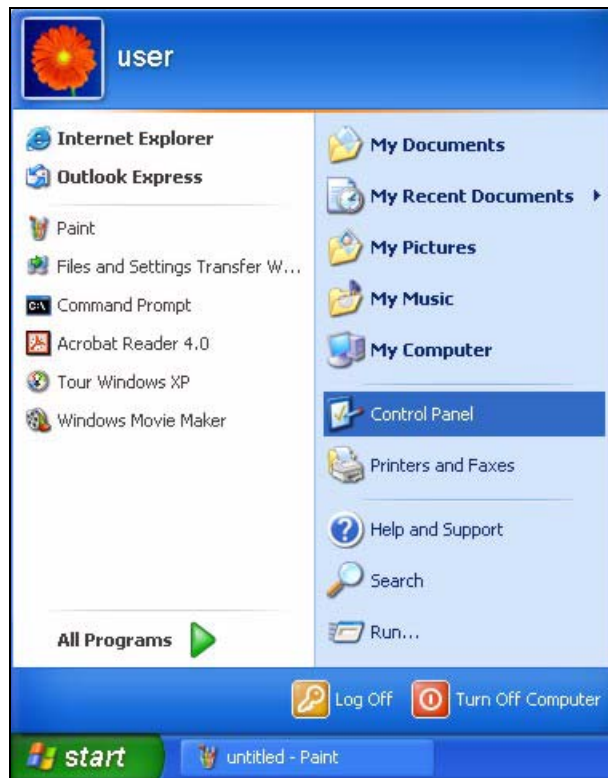 user
Internet Explorer
Outlook Express
Paint
Files and Settings Transfer W...
Command Prompt
Acrobat Reader 4.0
Tour Windows XP
Windows Movie Maker
All Programs
My Documents
My Recent Documents
My Pictures
My Music
My Computer
Control Panel
Printers and Faxes
Help and Support
Search
Run...
Log Off
Turn Off Computer
start
untitled - Paint